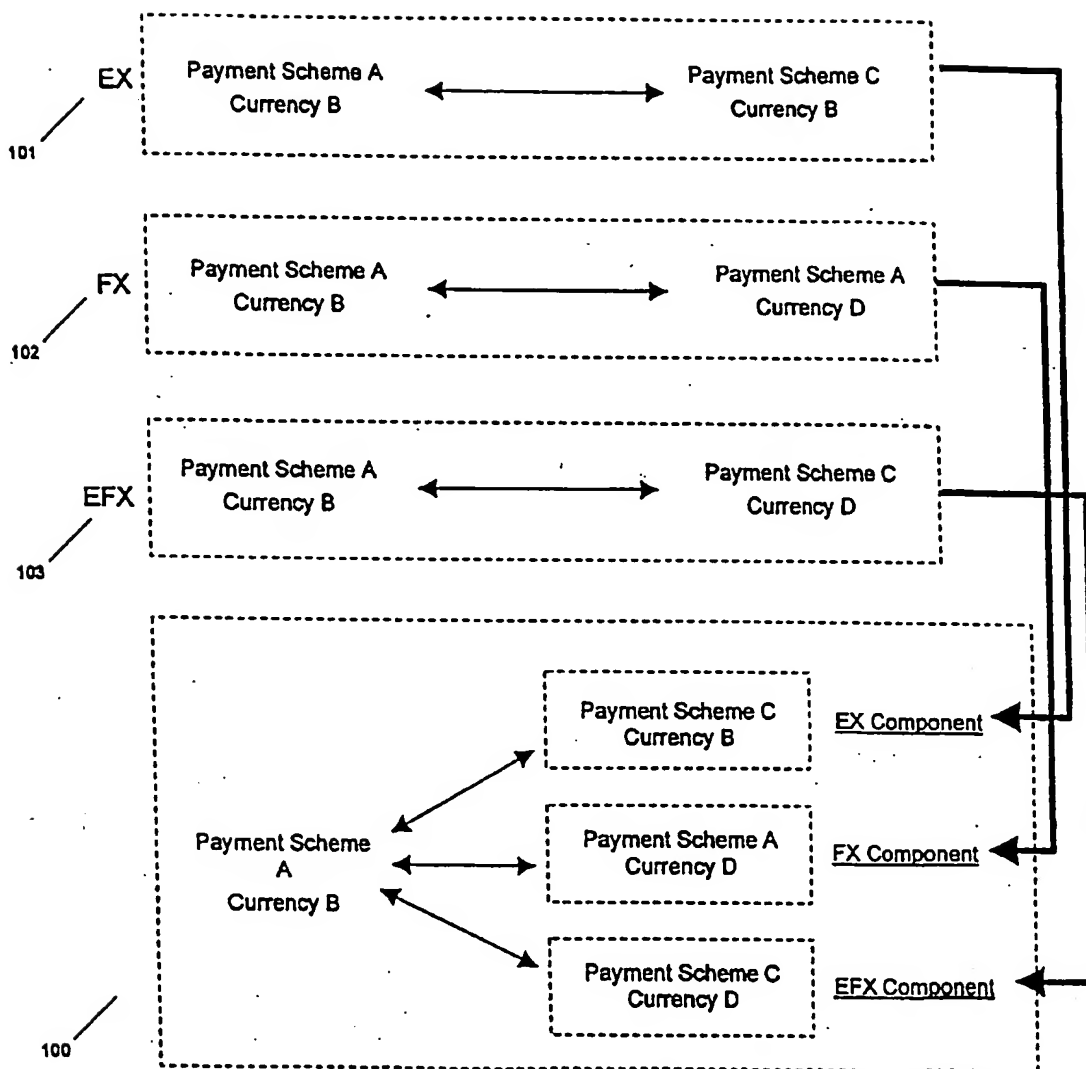 EX
Payment Scheme A
Currency B
Payment Scheme C
Currency B
101
FX
Payment Scheme A
Currency B
Payment Scheme A
Currency D
102
EFX
Payment Scheme A
Currency B
Payment Scheme C
Currency D
103
Payment Scheme C
Currency B
EX Component
Payment Scheme
A
Currency B
Payment Scheme A
Currency D
FX Component
Payment Scheme C
Currency D
EFX Component
100